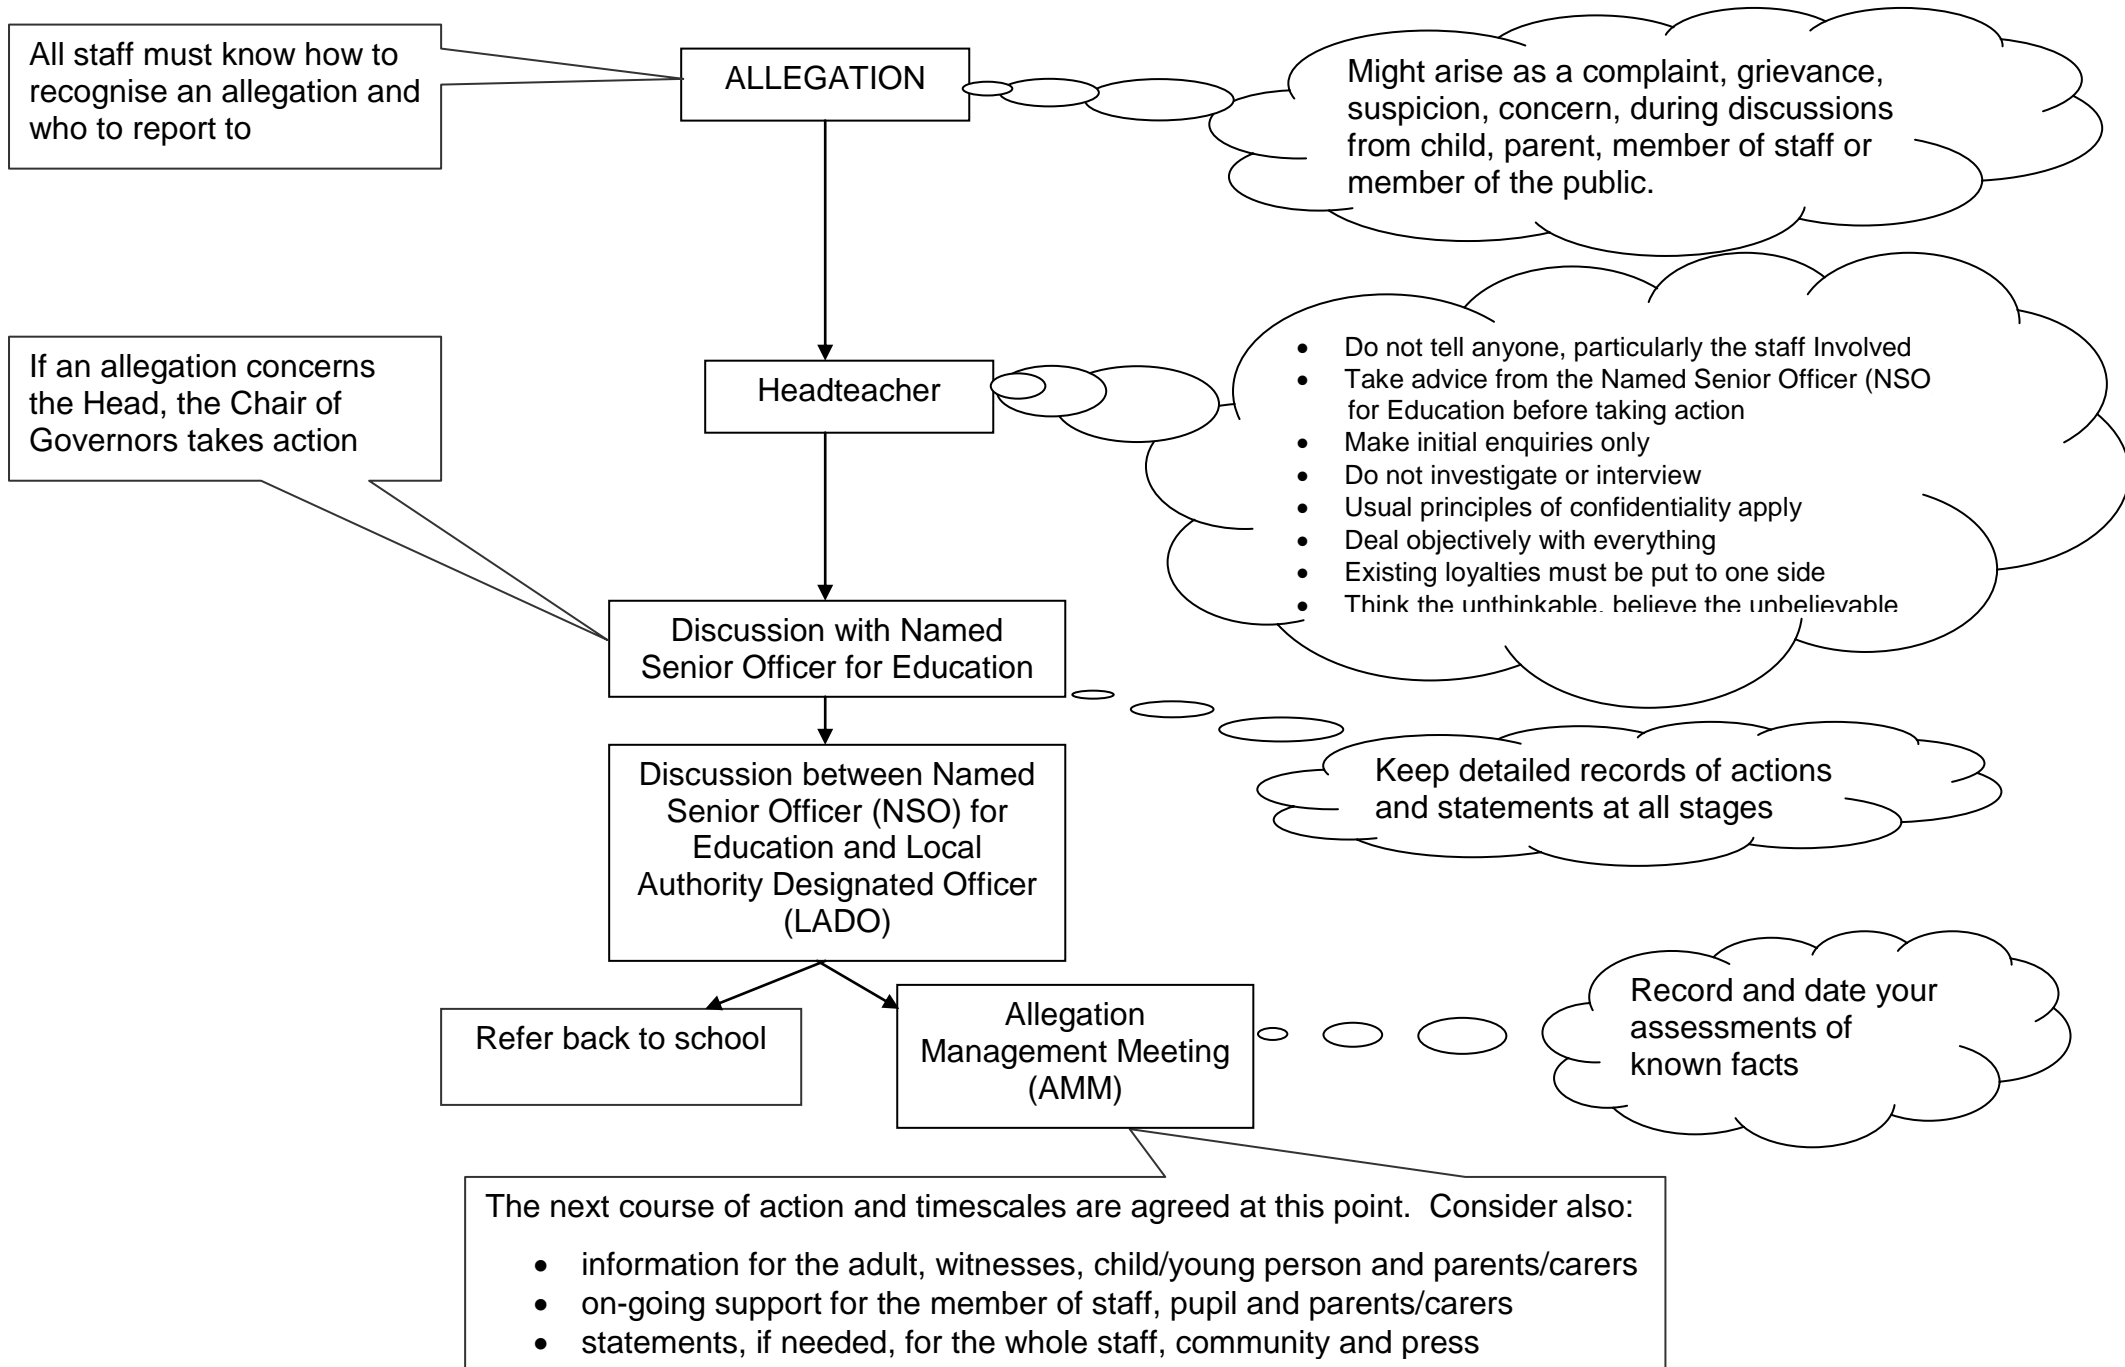 All staff must know how to
recognise an allegation and
who to report to
ALLEGATION
Might arise as a complaint, grievance,
suspicion, concern, during discussions
from child, parent, member of staff or
member of the public.
If an allegation concerns
the Head, the Chair of
Governors takes action
Headteacher
• Do not tell anyone, particularly the staff Involved
• Take advice from the Named Senior Officer (NSO
for Education before taking action
• Make initial enquiries only
• Do not investigate or interview
• Usual principles of confidentiality apply
• Deal objectively with everything
• Existing loyalties must be put to one side
• Think the unthinkable, believe the unbelievable
Discussion with Named
Senior Officer for Education
Discussion between Named
Senior Officer (NSO) for
Education and Local
Authority Designated Officer
(LADO)
Keep detailed records of actions
and statements at all stages
Refer back to school
Allegation
Management Meeting
(AMM)
Record and date your
assessments of
known facts
The next course of action and timescales are agreed at this point.  Consider also:
• information for the adult, witnesses, child/young person and parents/carers
• on-going support for the member of staff, pupil and parents/carers
• statements, if needed, for the whole staff, community and press